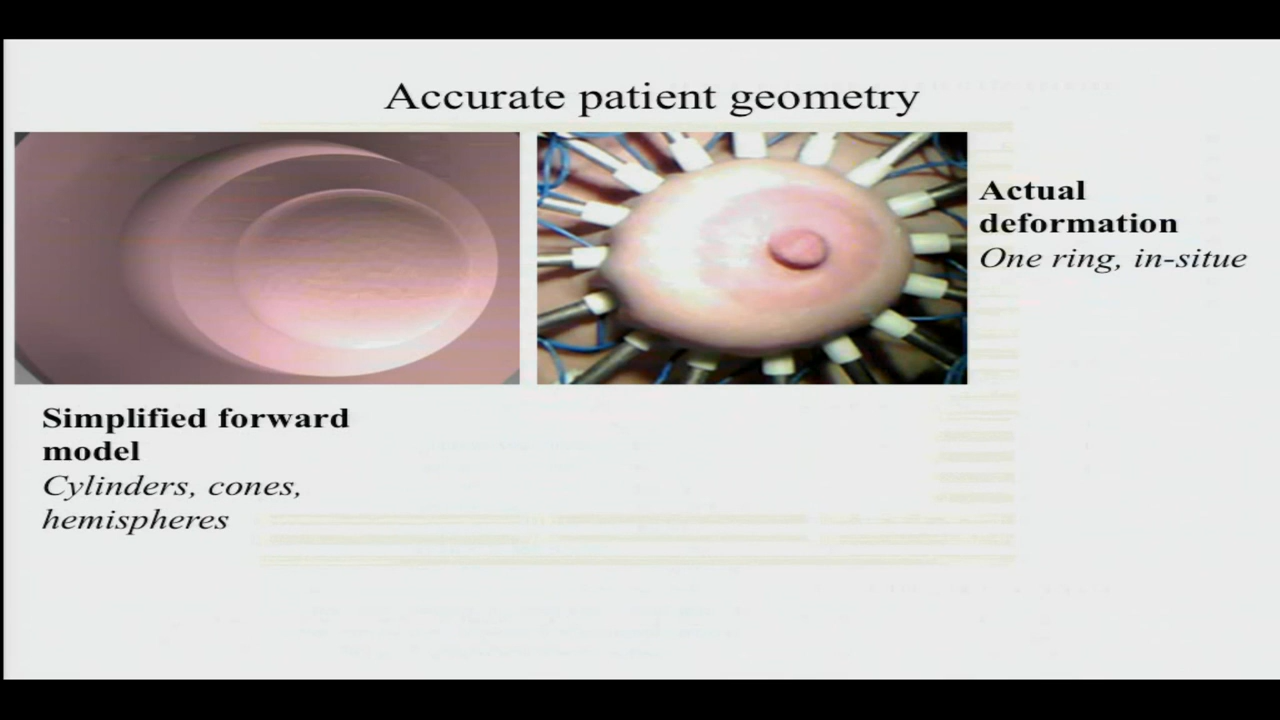 Accurate patient geometry
Actual
deformation
One ring, in-situe
Simplified forward
model
Cylinders, cones,
hemispheres